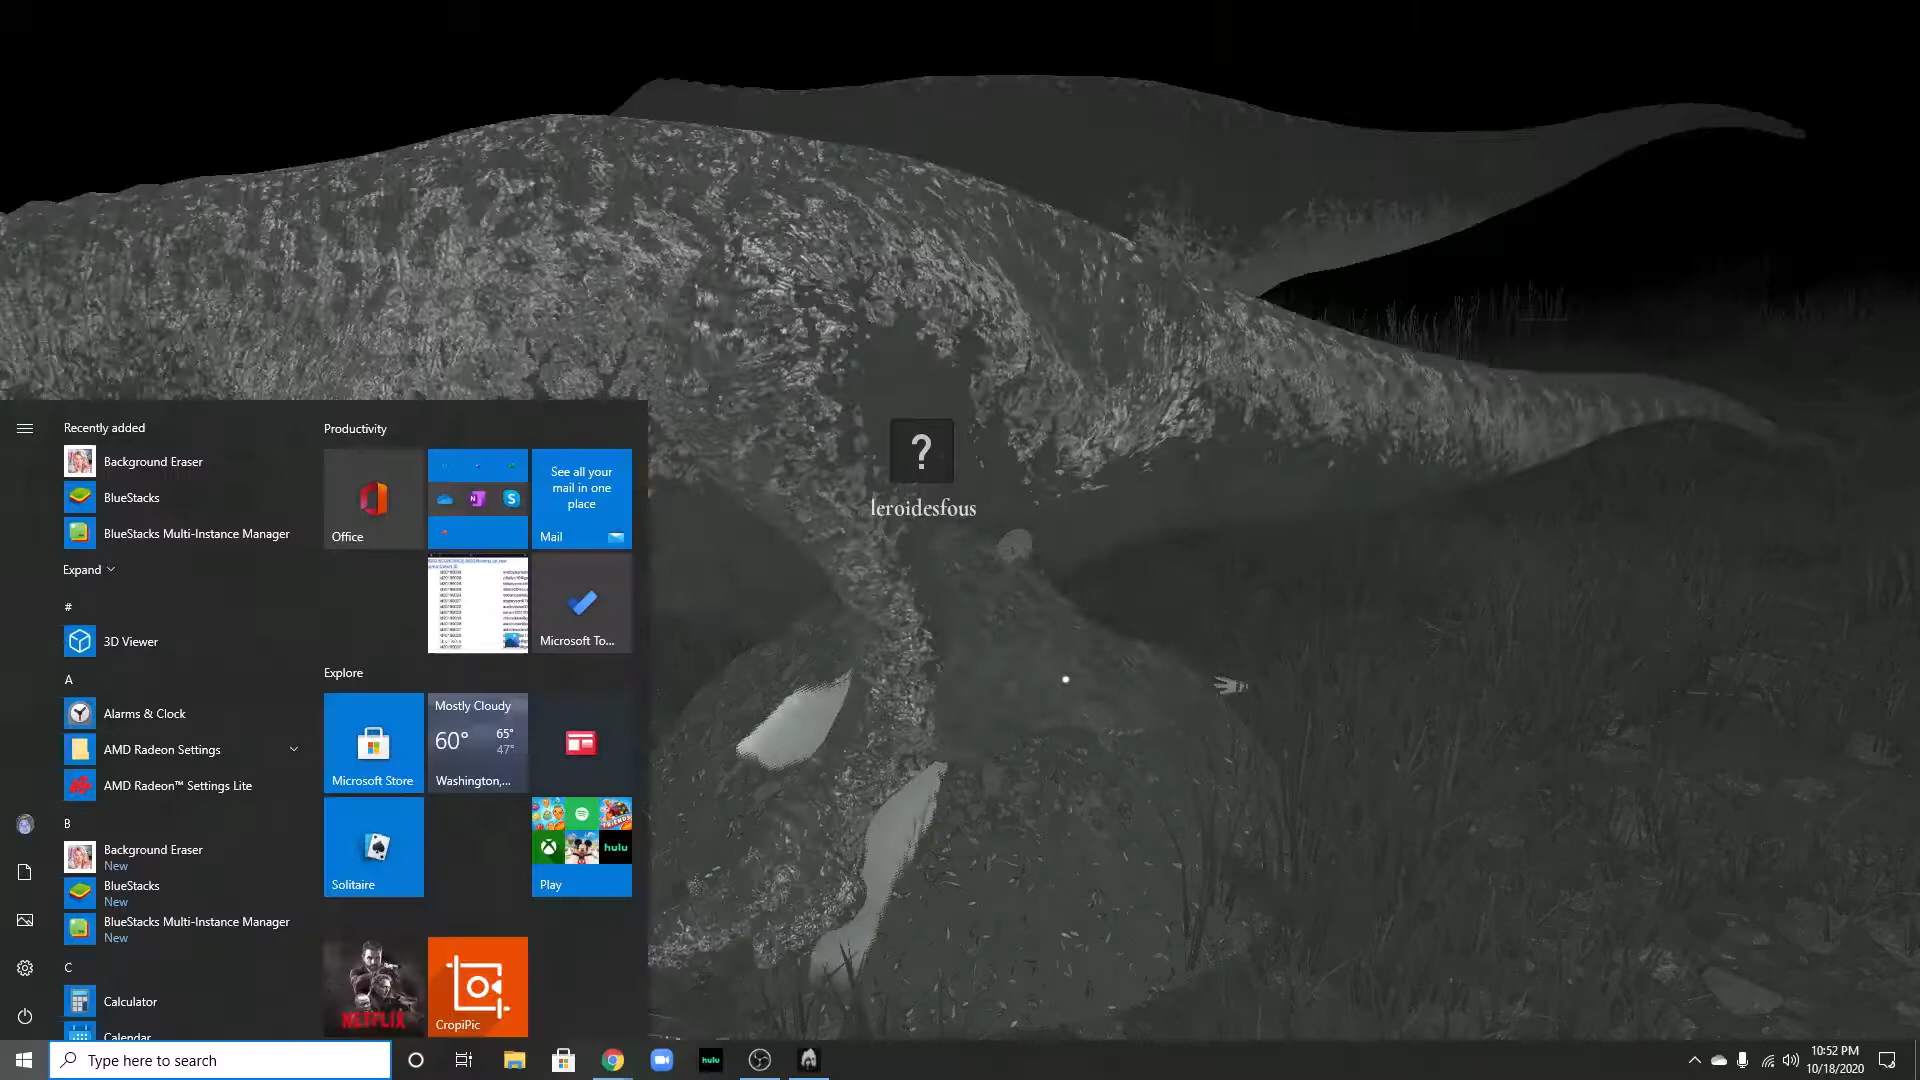 Recently added
Background Eraser
BlueStacks
BlueStacks Multi-Instance Manager
Expand
#
3D Viewer
A
Alarms & Clock
AMD Radeon Settings
AMD Radeon™ Settings Lite
B
Background Eraser
New
BlueStacks
New
BlueStacks Multi-Instance Manager
New
C
Calculator
Calendar
Productivity
Office
See all your
mail in one
place
Mail
Microsoft To...
Explore
Microsoft Store
Mostly Cloudy
60°
65°
47°
Washington,...
Solitaire
hulu
Play
NETFLIX
CropiPic
?
leroidesfous
Type here to search
hulu
10:52 PM
10/18/2020